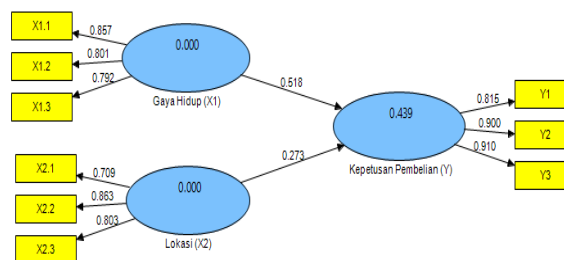 X1.1
0.857
X1.2
0.801
X1.3
0.792
0.000
Gaya Hidup (X1)
0.518
X2.1
0.709
X2.2
0.863
X2.3
0.803
0.000
Lokasi (X2)
0.273
0.439
Kepetusan Pembelian (Y)
0.815
Y1
0.900
Y2
0.910
Y3